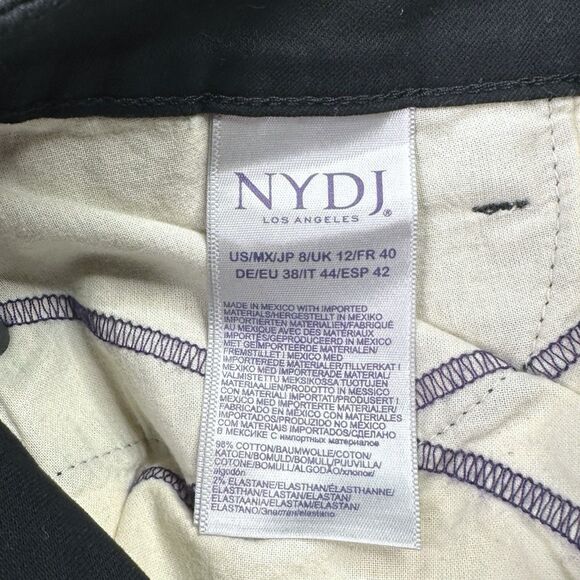 NYDJ®
LOS ANGELES
US/MX/JP 8/UK 12/FR 40
DE/EU 38/IT 44/ESP 42
MADE IN MEXICO WITH IMPORTED
MATERIALS/HERGESTELLT IN MEXIKO
IMPORTIERTEN MATERIALIEN/FABRIQUÉ
AU MEXIQUE AVEC DES MATÉRIAUX
IMPORTÉS/GEPRODUCEERD IN MEXICO
MET GEÏMPORTEERDE MATERIALEN/
FREMSTILLET I MEXICO MED
IMPORTEREDE MATERIALER/TILLVERKAT I
MEXIKO MED IMPORTERADE MATERIAL/
VALMISTETTU MEKSIKOSSA TUOTUJEN
MATERIAALIEN/PRODOTTO IN MESSICO
CON MATERIALI IMPORTATI/PRODUSERT I
MEXICO MED IMPORTERTE MATERIALER/
FABRICADO EN MÉXICO CON MATERIALES
IMPORTADOS/PRODUZIDO NO MÉXICO
COM MATERIAIS IMPORTADOS/СДЕЛАНО
В МЕКСИКЕ С импортных материалов
98% COTTON/BAUMWOLLE/COTON/
KATOEN/BOMULD/BOMULL/PUUVILLA/
COTONE/BOMULL/ALGODÃO/хлопок/
algodón
2% ELASTANE/ELASTHAN/ÉLASTHANNE/
ELASTHAN/ELASTAN/ELASTAN/
ELASTAANI/ELASTAM/ELASTAN/
ELASTANO/Эластан/elastano